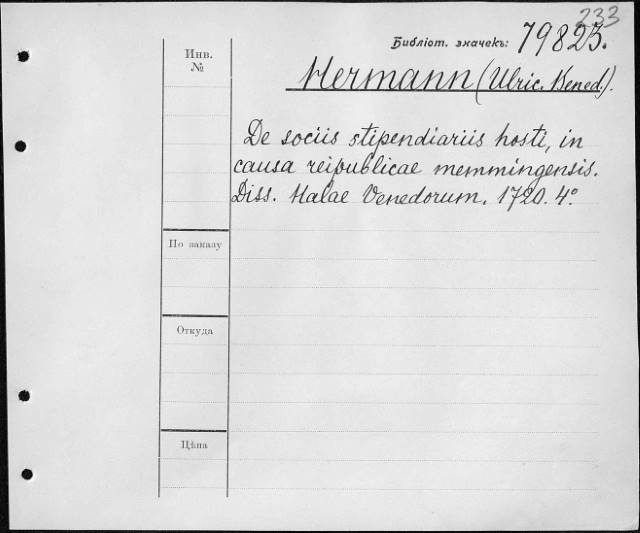 233
Библіот. значекъ: 79825.
Инв.
№
Hermann (Ulric. Bened.).
De sociis stipendiariis hosti, in
causa reipublicae memmingensis.
Diss. Halae Venedorum. 1720. 4º
По заказу
Откуда
Цѣна